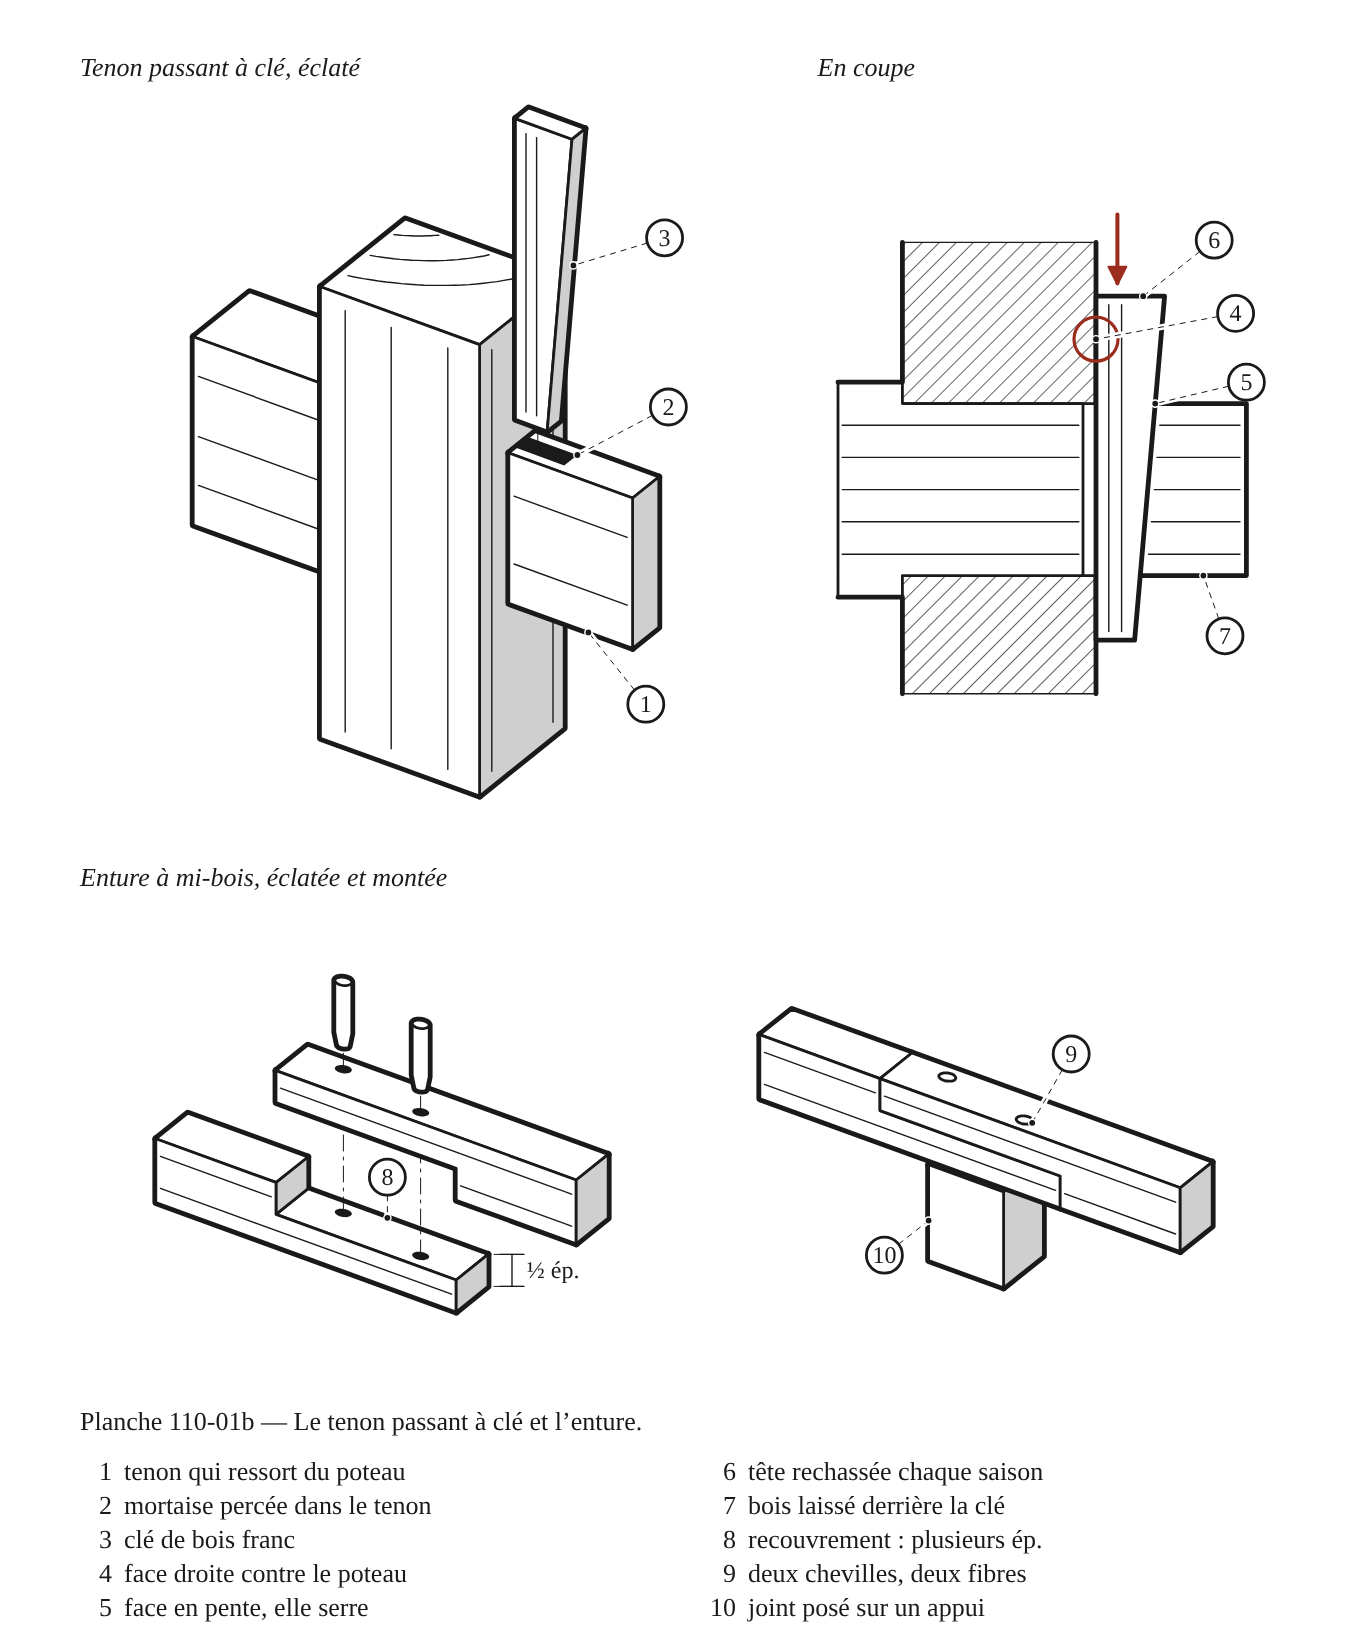 Tenon passant à clé, éclaté
En coupe
3
6
4
5
2
7
1
Enture à mi-bois, éclatée et montée
9
8
10
½ ép.
Planche 110-01b — Le tenon passant à clé et l’enture.
1 tenon qui ressort du poteau
2 mortaise percée dans le tenon
3 clé de bois franc
4 face droite contre le poteau
5 face en pente, elle serre
6 tête rechassée chaque saison
7 bois laissé derrière la clé
8 recouvrement : plusieurs ép.
9 deux chevilles, deux fibres
10 joint posé sur un appui